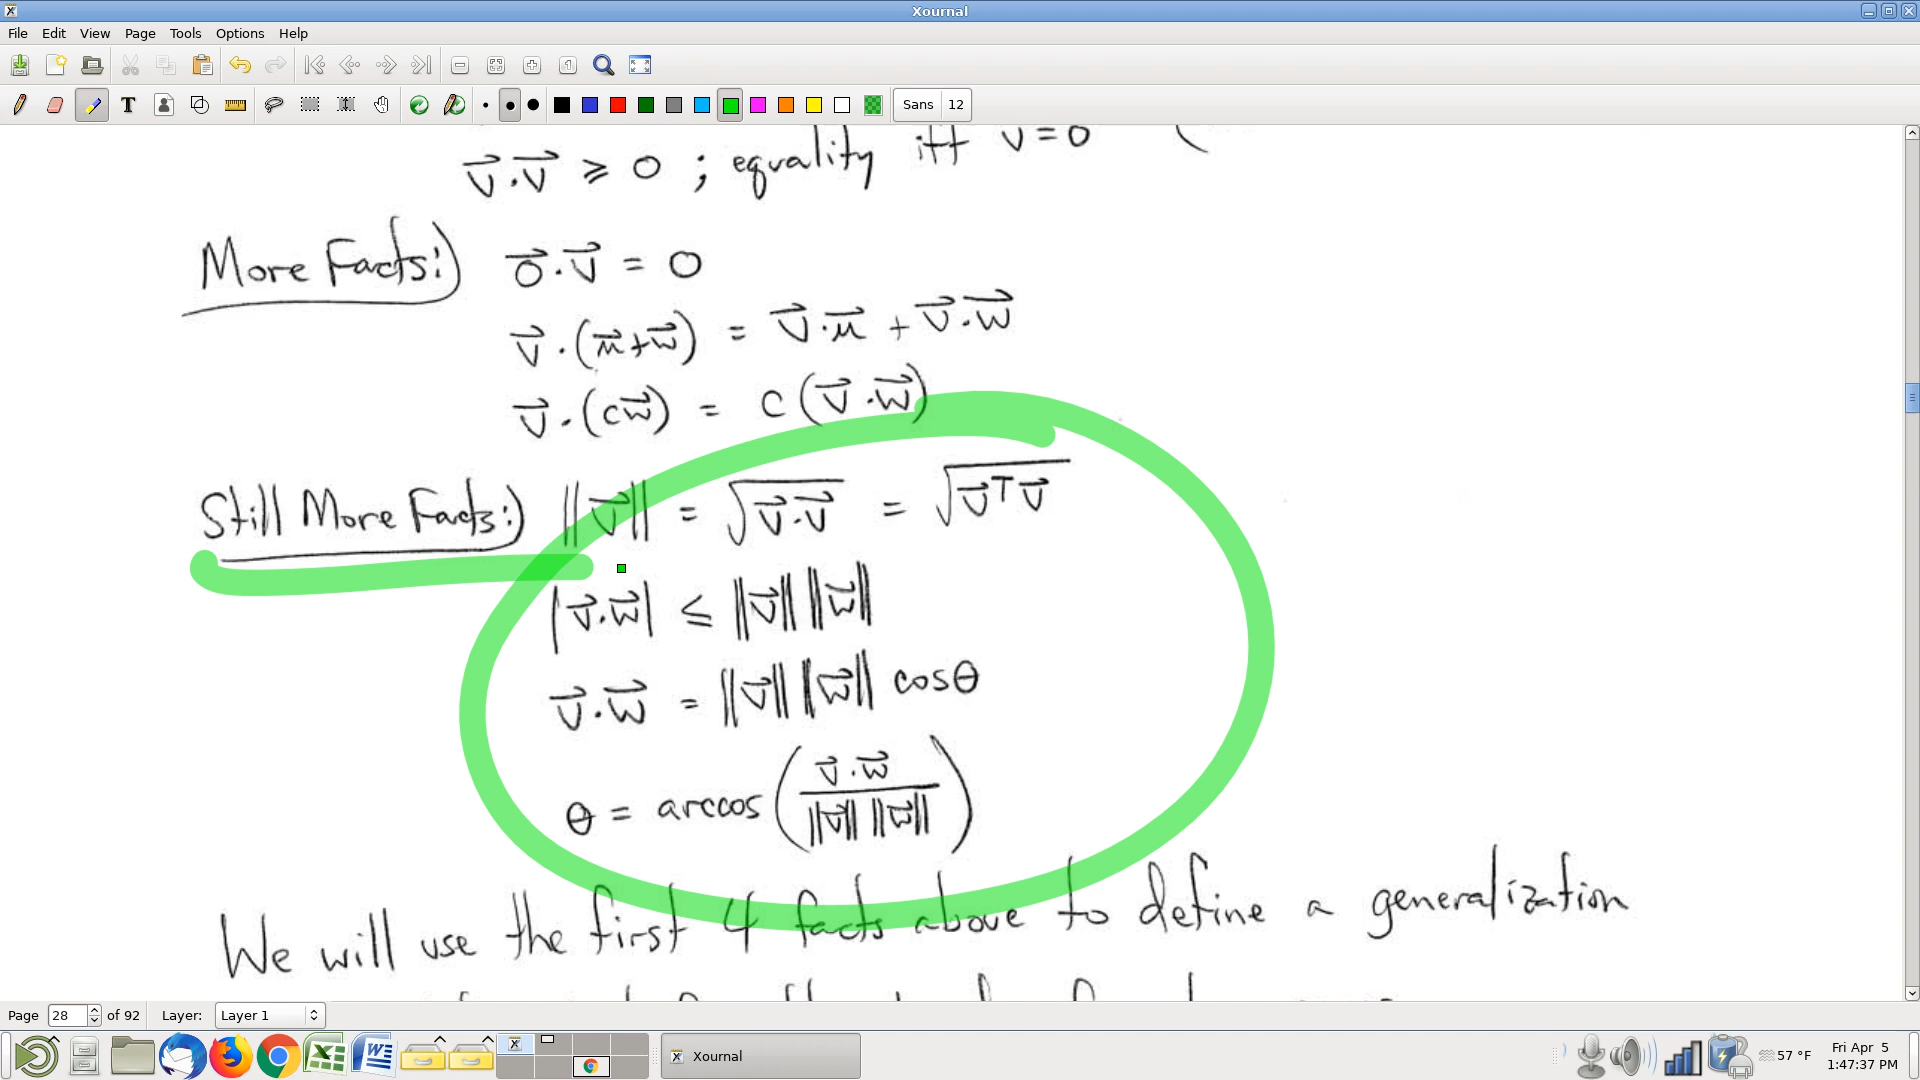 Xournal
File Edit View Page Tools Options Help
Sans 12
v⃗·v⃗ ⩾ 0 ; equality iff v=0 (
More Facts:) 0⃗·v⃗ = 0
v⃗·(u⃗+w⃗) = v⃗·u⃗ + v⃗·w⃗
v⃗·(cw⃗) = c(v⃗·w⃗)
Still More Facts:) ||v⃗|| = √(v⃗·v⃗) = √(v⃗ᵀv⃗)
|v⃗·w⃗| ≤ ||v⃗|| ||w⃗||
v⃗·w⃗ = ||v⃗|| ||w⃗|| cosθ
θ = arccos( v⃗·w⃗ / ||v⃗|| ||w⃗|| )
We will use the first 4 facts above to define a generalization
Page 28 of 92 Layer: Layer 1
Xournal
57 °F
Fri Apr 5
1:47:37 PM